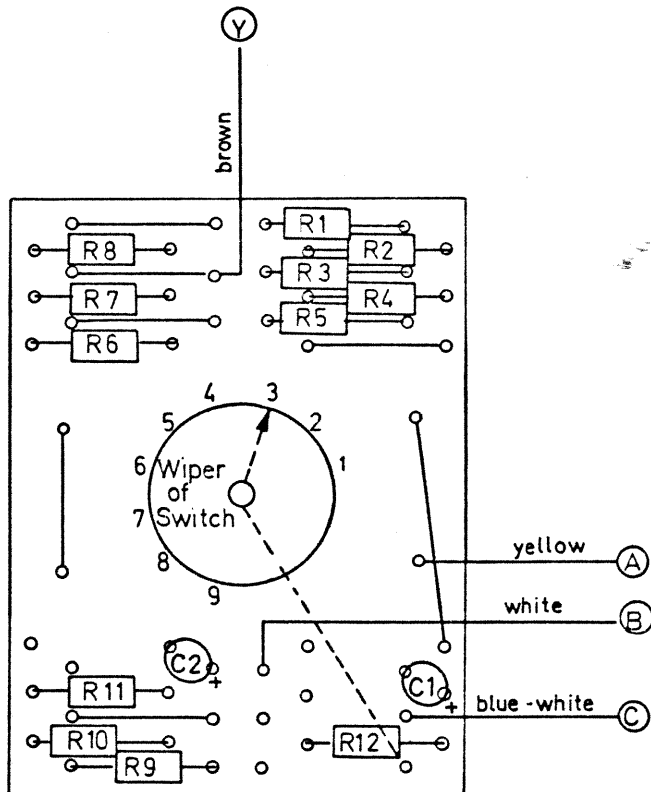 Y
brown
R1
R8
R2
R3
R7
R4
R5
R6
3
4
2
5
1
6
Wiper
of
7
Switch
8
9
yellow
A
white
B
C2
+
C1
+
R11
blue-white
C
R10
R12
R9